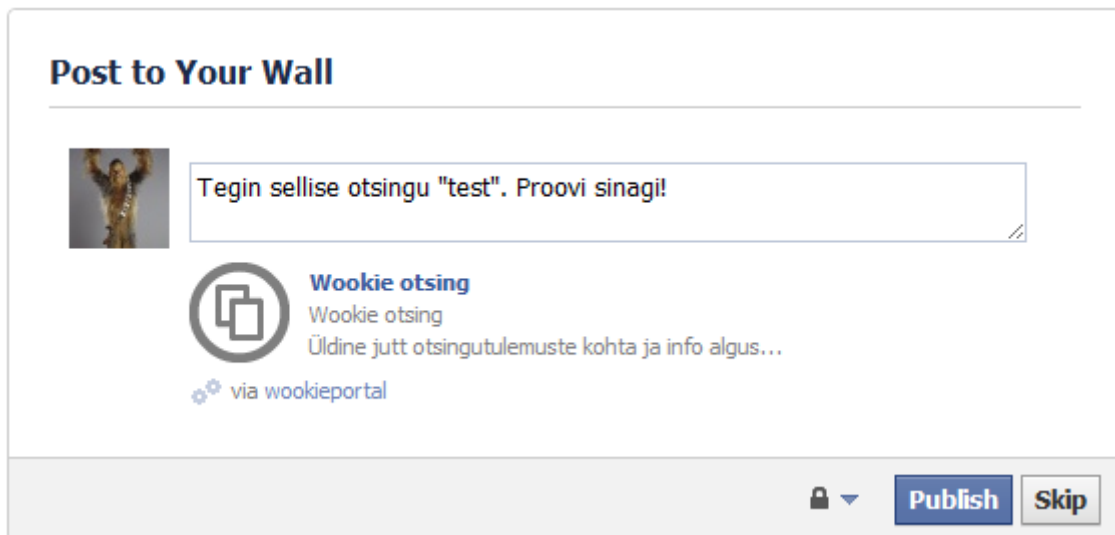 Post to Your Wall
Tegin sellise otsingu "test". Proovi sinagi!
Wookie otsing
Wookie otsing
Üldine jutt otsingutulemuste kohta ja info algus...
via wookieportal
Publish Skip